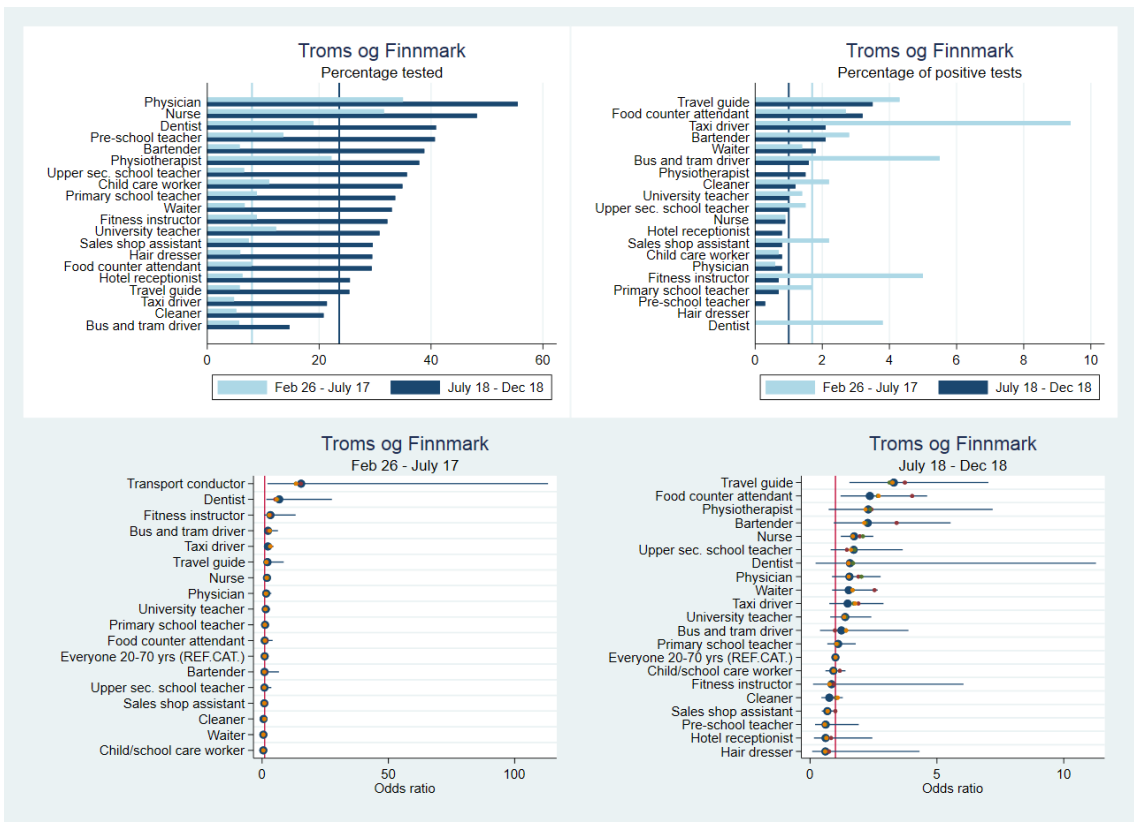 Troms og Finnmark
Percentage tested
Physician
Nurse
Dentist
Pre-school teacher
Bartender
Physiotherapist
Upper sec. school teacher
Child care worker
Primary school teacher
Waiter
Fitness instructor
University teacher
Sales shop assistant
Hair dresser
Food counter attendant
Hotel receptionist
Travel guide
Taxi driver
Cleaner
Bus and tram driver
0 20 40 60
Feb 26 - July 17 July 18 - Dec 18
Troms og Finnmark
Percentage of positive tests
Travel guide
Food counter attendant
Taxi driver
Bartender
Waiter
Bus and tram driver
Physiotherapist
Cleaner
University teacher
Upper sec. school teacher
Nurse
Hotel receptionist
Sales shop assistant
Child care worker
Physician
Fitness instructor
Primary school teacher
Pre-school teacher
Hair dresser
Dentist
0 2 4 6 8 10
Feb 26 - July 17 July 18 - Dec 18
Troms og Finnmark
Feb 26 - July 17
Transport conductor
Dentist
Fitness instructor
Bus and tram driver
Taxi driver
Travel guide
Nurse
Physician
University teacher
Primary school teacher
Food counter attendant
Everyone 20-70 yrs (REF.CAT.)
Bartender
Upper sec. school teacher
Sales shop assistant
Cleaner
Waiter
Child/school care worker
0 50 100
Odds ratio
Troms og Finnmark
July 18 - Dec 18
Travel guide
Food counter attendant
Physiotherapist
Bartender
Nurse
Upper sec. school teacher
Dentist
Physician
Waiter
Taxi driver
University teacher
Bus and tram driver
Primary school teacher
Everyone 20-70 yrs (REF.CAT.)
Child/school care worker
Fitness instructor
Cleaner
Sales shop assistant
Pre-school teacher
Hotel receptionist
Hair dresser
0 5 10
Odds ratio